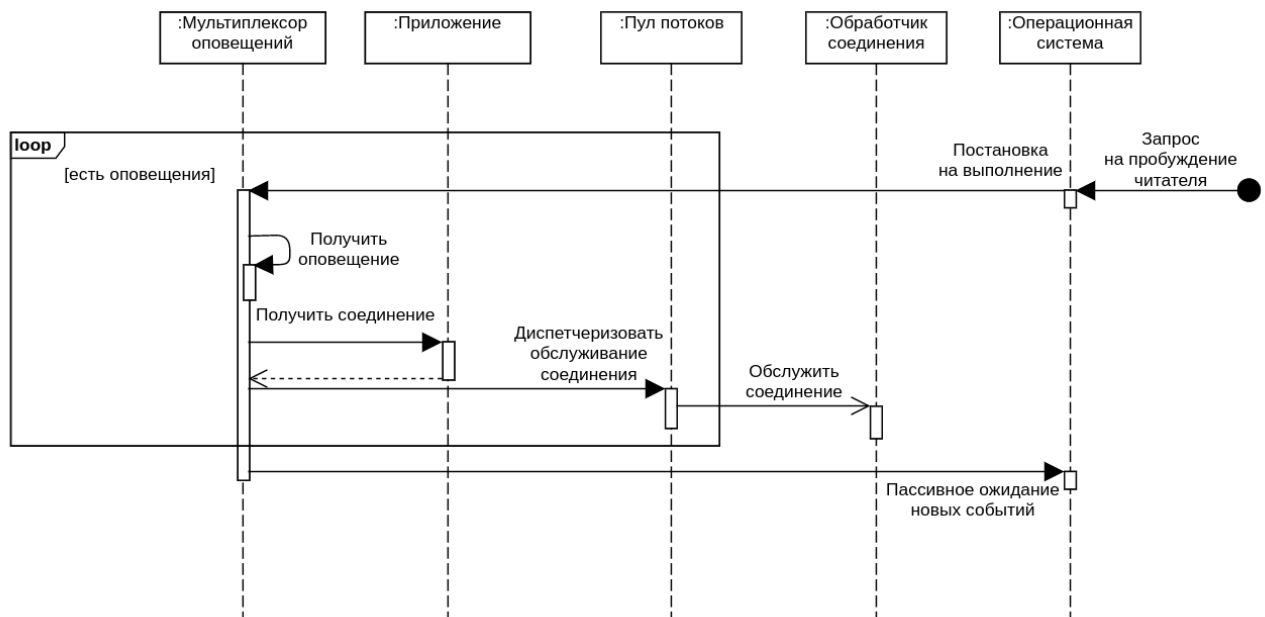 :Мультиплексор
оповещений
:Приложение
:Пул потоков
:Обработчик
соединения
:Операционная
система
loop
[есть оповещения]
Постановка
на выполнение
Запрос
на пробуждение
читателя
Получить
оповещение
Получить соединение
Диспетчеризовать
обслуживание
соединения
Обслужить
соединение
Пассивное ожидание
новых событий